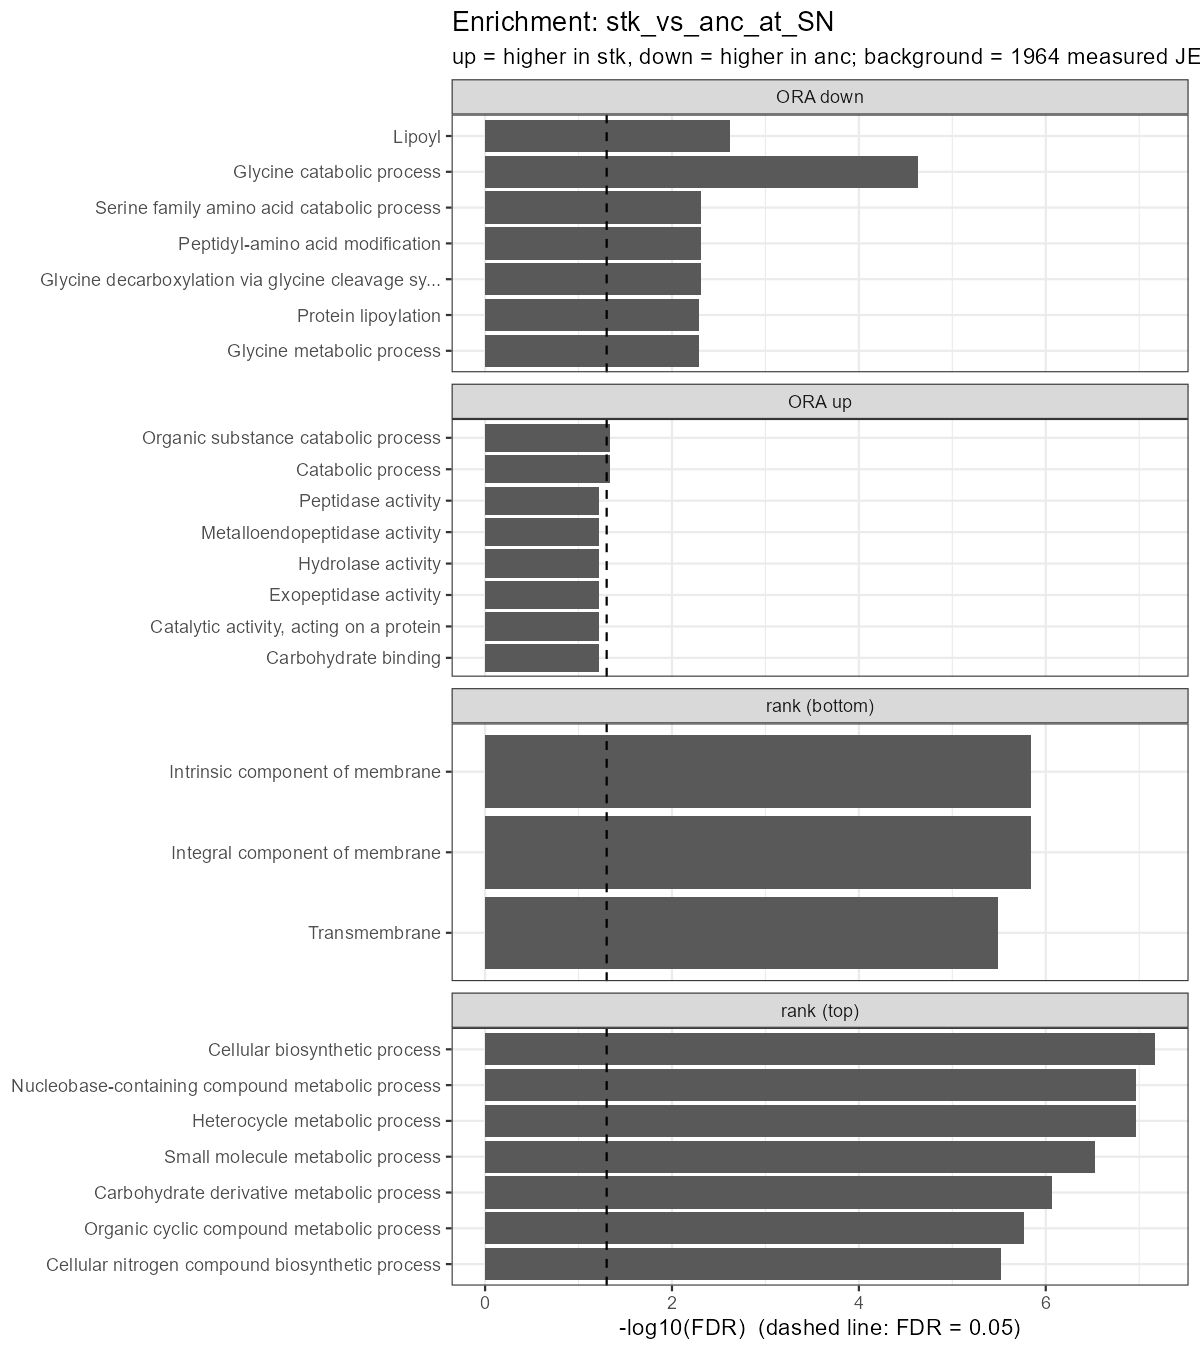 Enrichment: stk_vs_anc_at_SN
up = higher in stk, down = higher in anc; background = 1964 measured JE
ORA down
Lipoyl
Glycine catabolic process
Serine family amino acid catabolic process
Peptidyl-amino acid modification
Glycine decarboxylation via glycine cleavage sy...
Protein lipoylation
Glycine metabolic process
ORA up
Organic substance catabolic process
Catabolic process
Peptidase activity
Metalloendopeptidase activity
Hydrolase activity
Exopeptidase activity
Catalytic activity, acting on a protein
Carbohydrate binding
rank (bottom)
Intrinsic component of membrane
Integral component of membrane
Transmembrane
rank (top)
Cellular biosynthetic process
Nucleobase-containing compound metabolic process
Heterocycle metabolic process
Small molecule metabolic process
Carbohydrate derivative metabolic process
Organic cyclic compound metabolic process
Cellular nitrogen compound biosynthetic process
0 2 4 6
-log10(FDR) (dashed line: FDR = 0.05)